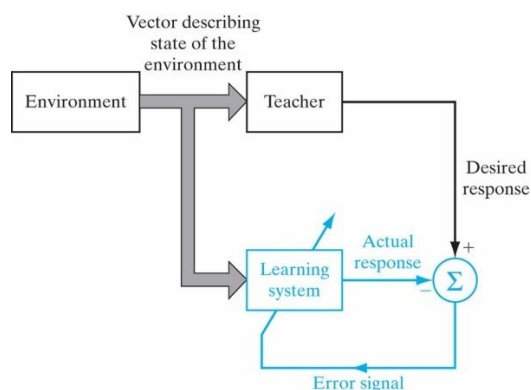 Vector describing
state of the
environment
Environment
Teacher
Desired
response
+
Actual
response
Learning
system
−
Σ
Error signal